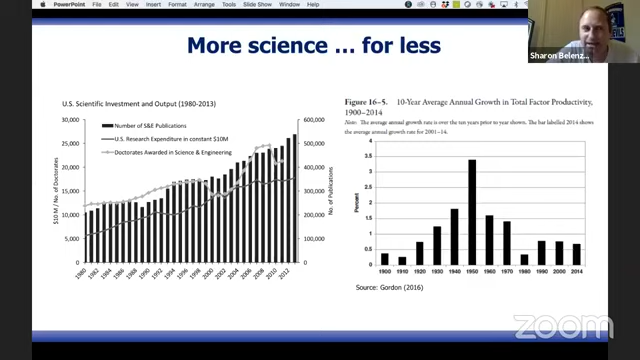 PowerPoint File Edit View Insert Format Arrange Tools Slide Show Window Help
More science … for less
Sharon Belenz...
U.S. Scientific Investment and Output (1980-2013)
30,000
25,000
20,000
15,000
10,000
5,000
0
$10 M / No. of Doctorates
Number of S&E Publications
U.S. Research Expenditure in constant $10M
Doctorates Awarded in Science & Engineering
600,000
500,000
400,000
300,000
200,000
100,000
0
No. of Publications
1980
1982
1984
1986
1988
1990
1992
1994
1996
1998
2000
2002
2004
2006
2008
2010
2012
Figure 16–5. 10-Year Average Annual Growth in Total Factor Productivity,
1900–2014
Note: The average annual growth rate is over the ten years prior to year shown. The bar labelled 2014 shows
the average annual growth rate for 2001–14.
4
3.5
3
2.5
2
1.5
1
0.5
0
Percent
1900 1910 1920 1930 1940 1950 1960 1970 1980 1990 2000 2014
Source: Gordon (2016)
zoom